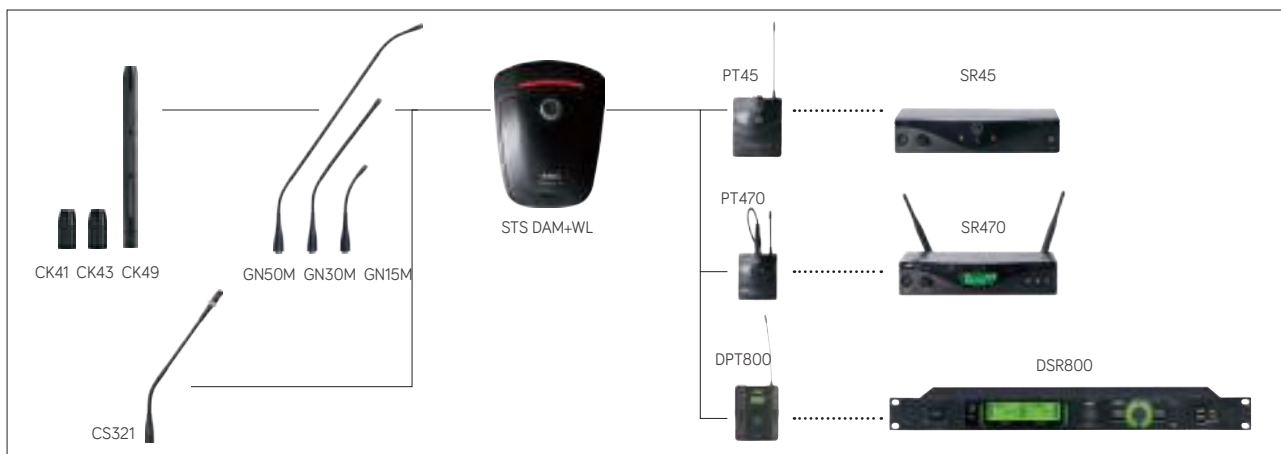 PT45
SR45
PT470
SR470
STS DAM+WL
CK41 CK43 CK49
GN50M GN30M GN15M
DPT800
DSR800
CS321